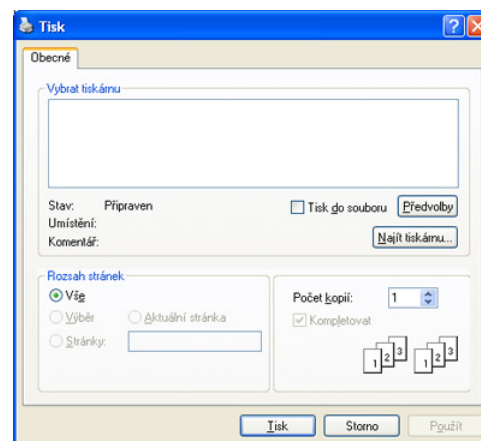 Tisk
Obecné
Vybrat tiskárnu
Stav: Připraven
Tisk do souboru Předvolby
Umístění:
Komentář:
Najít tiskárnu...
Rozsah stránek
Vše
Výběr Aktuální stránka
Stránky:
Počet kopií: 1
Kompletovat
1 2 3 1 2 3
Tisk Storno Použít